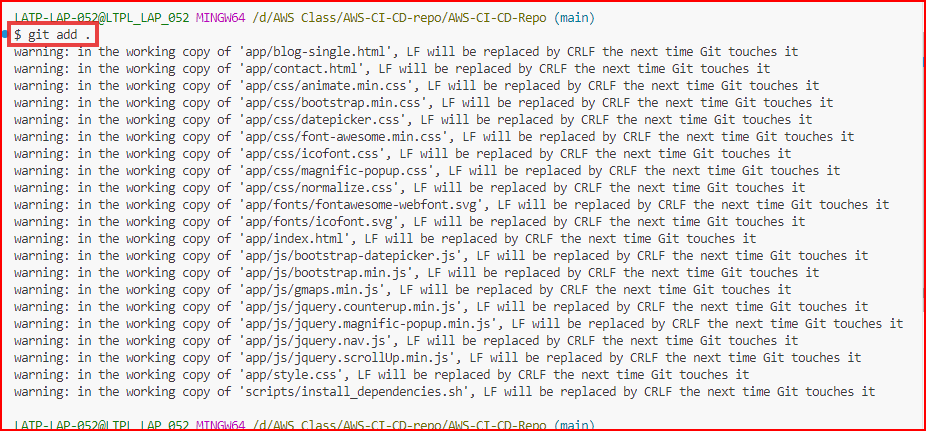 LATP-LAP-052@LTPL_LAP_052 MINGW64 /d/AWS Class/AWS-CI-CD-repo/AWS-CI-CD-Repo (main)
$ git add .
warning: in the working copy of 'app/blog-single.html', LF will be replaced by CRLF the next time Git touches it
warning: in the working copy of 'app/contact.html', LF will be replaced by CRLF the next time Git touches it
warning: in the working copy of 'app/css/animate.min.css', LF will be replaced by CRLF the next time Git touches it
warning: in the working copy of 'app/css/bootstrap.min.css', LF will be replaced by CRLF the next time Git touches it
warning: in the working copy of 'app/css/datepicker.css', LF will be replaced by CRLF the next time Git touches it
warning: in the working copy of 'app/css/font-awesome.min.css', LF will be replaced by CRLF the next time Git touches it
warning: in the working copy of 'app/css/icofont.css', LF will be replaced by CRLF the next time Git touches it
warning: in the working copy of 'app/css/magnific-popup.css', LF will be replaced by CRLF the next time Git touches it
warning: in the working copy of 'app/css/normalize.css', LF will be replaced by CRLF the next time Git touches it
warning: in the working copy of 'app/fonts/fontawesome-webfont.svg', LF will be replaced by CRLF the next time Git touches it
warning: in the working copy of 'app/fonts/icofont.svg', LF will be replaced by CRLF the next time Git touches it
warning: in the working copy of 'app/index.html', LF will be replaced by CRLF the next time Git touches it
warning: in the working copy of 'app/js/bootstrap-datepicker.js', LF will be replaced by CRLF the next time Git touches it
warning: in the working copy of 'app/js/bootstrap.min.js', LF will be replaced by CRLF the next time Git touches it
warning: in the working copy of 'app/js/gmaps.min.js', LF will be replaced by CRLF the next time Git touches it
warning: in the working copy of 'app/js/jquery.counterup.min.js', LF will be replaced by CRLF the next time Git touches it
warning: in the working copy of 'app/js/jquery.magnific-popup.min.js', LF will be replaced by CRLF the next time Git touches it
warning: in the working copy of 'app/js/jquery.nav.js', LF will be replaced by CRLF the next time Git touches it
warning: in the working copy of 'app/js/jquery.scrollUp.min.js', LF will be replaced by CRLF the next time Git touches it
warning: in the working copy of 'app/style.css', LF will be replaced by CRLF the next time Git touches it
warning: in the working copy of 'scripts/install_dependencies.sh', LF will be replaced by CRLF the next time Git touches it
LATP-LAP-052@LTPL_LAP_052 MINGW64 /d/AWS Class/AWS-CI-CD-repo/AWS-CI-CD-Repo (main)